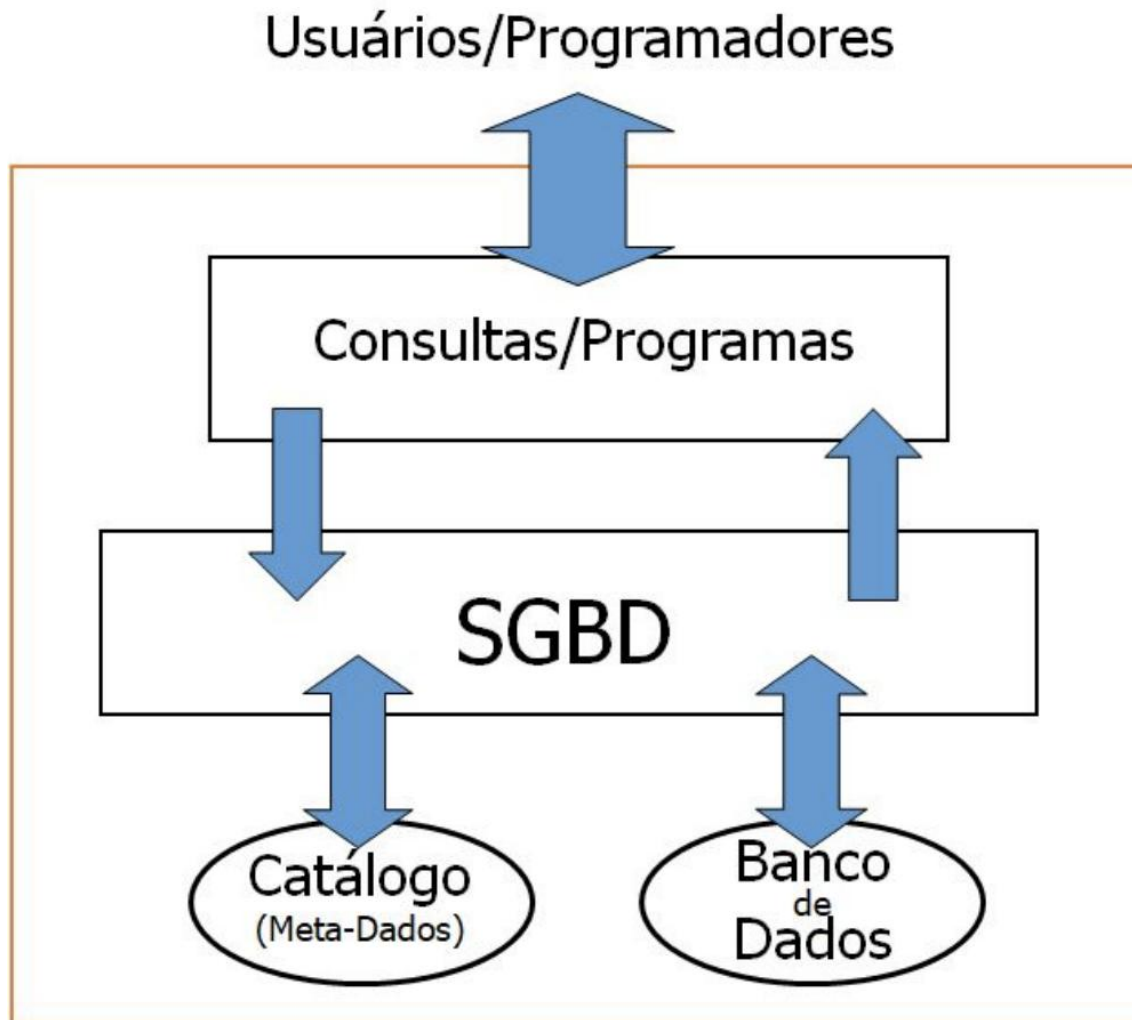 Usuários/Programadores
Consultas/Programas
SGBD
Catálogo
(Meta-Dados)
Banco
de
Dados